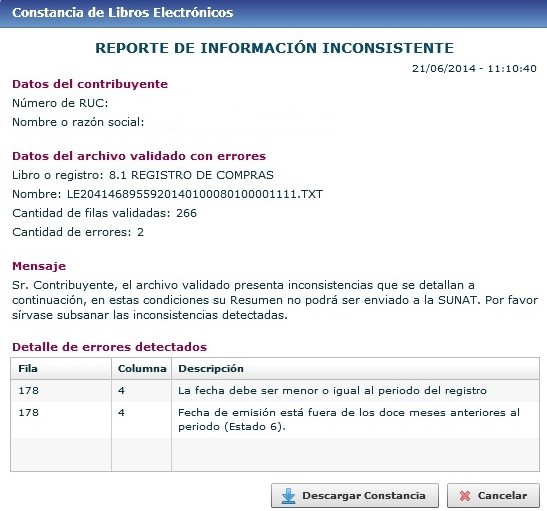 Constancia de Libros Electrónicos
REPORTE DE INFORMACIÓN INCONSISTENTE
21/06/2014 - 11:10:40
Datos del contribuyente
Número de RUC:
Nombre o razón social:
Datos del archivo validado con errores
Libro o registro: 8.1 REGISTRO DE COMPRAS
Nombre: LE2041468955920140100080100001111.TXT
Cantidad de filas validadas: 266
Cantidad de errores: 2
Mensaje
Sr. Contribuyente, el archivo validado presenta inconsistencias que se detallan a
continuación, en estas condiciones su Resumen no podrá ser enviado a la SUNAT. Por favor
sírvase subsanar las inconsistencias detectadas.
Detalle de errores detectados
Fila Columna Descripción
178 4 La fecha debe ser menor o igual al periodo del registro
178 4 Fecha de emisión está fuera de los doce meses anteriores al
periodo (Estado 6).
Descargar Constancia Cancelar